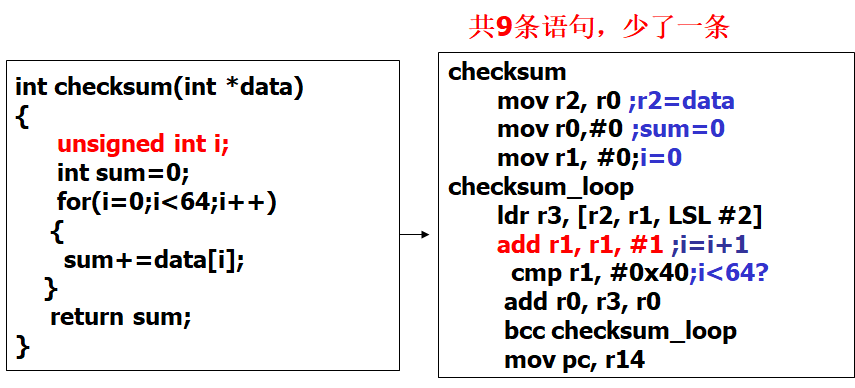 共9条语句，少了一条
int checksum(int *data)
{
unsigned int i;
int sum=0;
for(i=0;i<64;i++)
{
sum+=data[i];
}
return sum;
}
checksum
mov r2, r0 ;r2=data
mov r0,#0 ;sum=0
mov r1, #0;i=0
checksum_loop
ldr r3, [r2, r1, LSL #2]
add r1, r1, #1 ;i=i+1
cmp r1, #0x40;i<64?
add r0, r3, r0
bcc checksum_loop
mov pc, r14